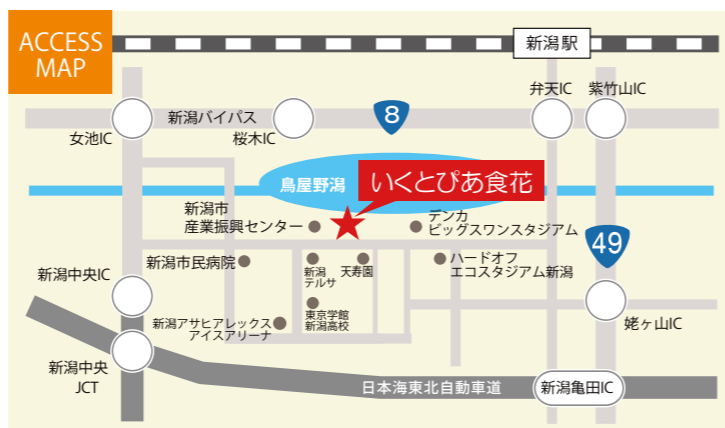 ACCESS
MAP
新潟駅
弁天IC
紫竹山IC
新潟バイパス
8
女池IC
桜木IC
鳥屋野潟
いくとぴあ食花
新潟市
産業振興センター
デンカ
ビッグスワンスタジアム
49
新潟市民病院
新潟
テルサ
天寿園
ハードオフ
エコスタジアム新潟
新潟中央IC
東京学館
新潟高校
新潟アサヒアレックス
アイスアリーナ
姥ヶ山IC
新潟中央
JCT
日本海東北自動車道
新潟亀田IC